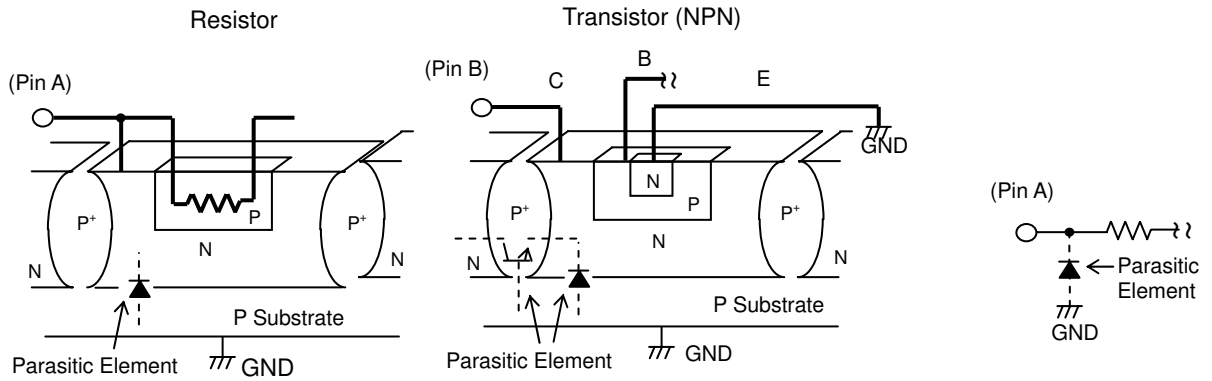 Resistor
(Pin A)
P+
N
P
N
P+
N
P Substrate
Parasitic Element
GND
Transistor (NPN)
(Pin B)
C
B
E
GND
P+
N
N
P
N
P+
N
P Substrate
Parasitic Element
GND
(Pin A)
Parasitic
Element
GND